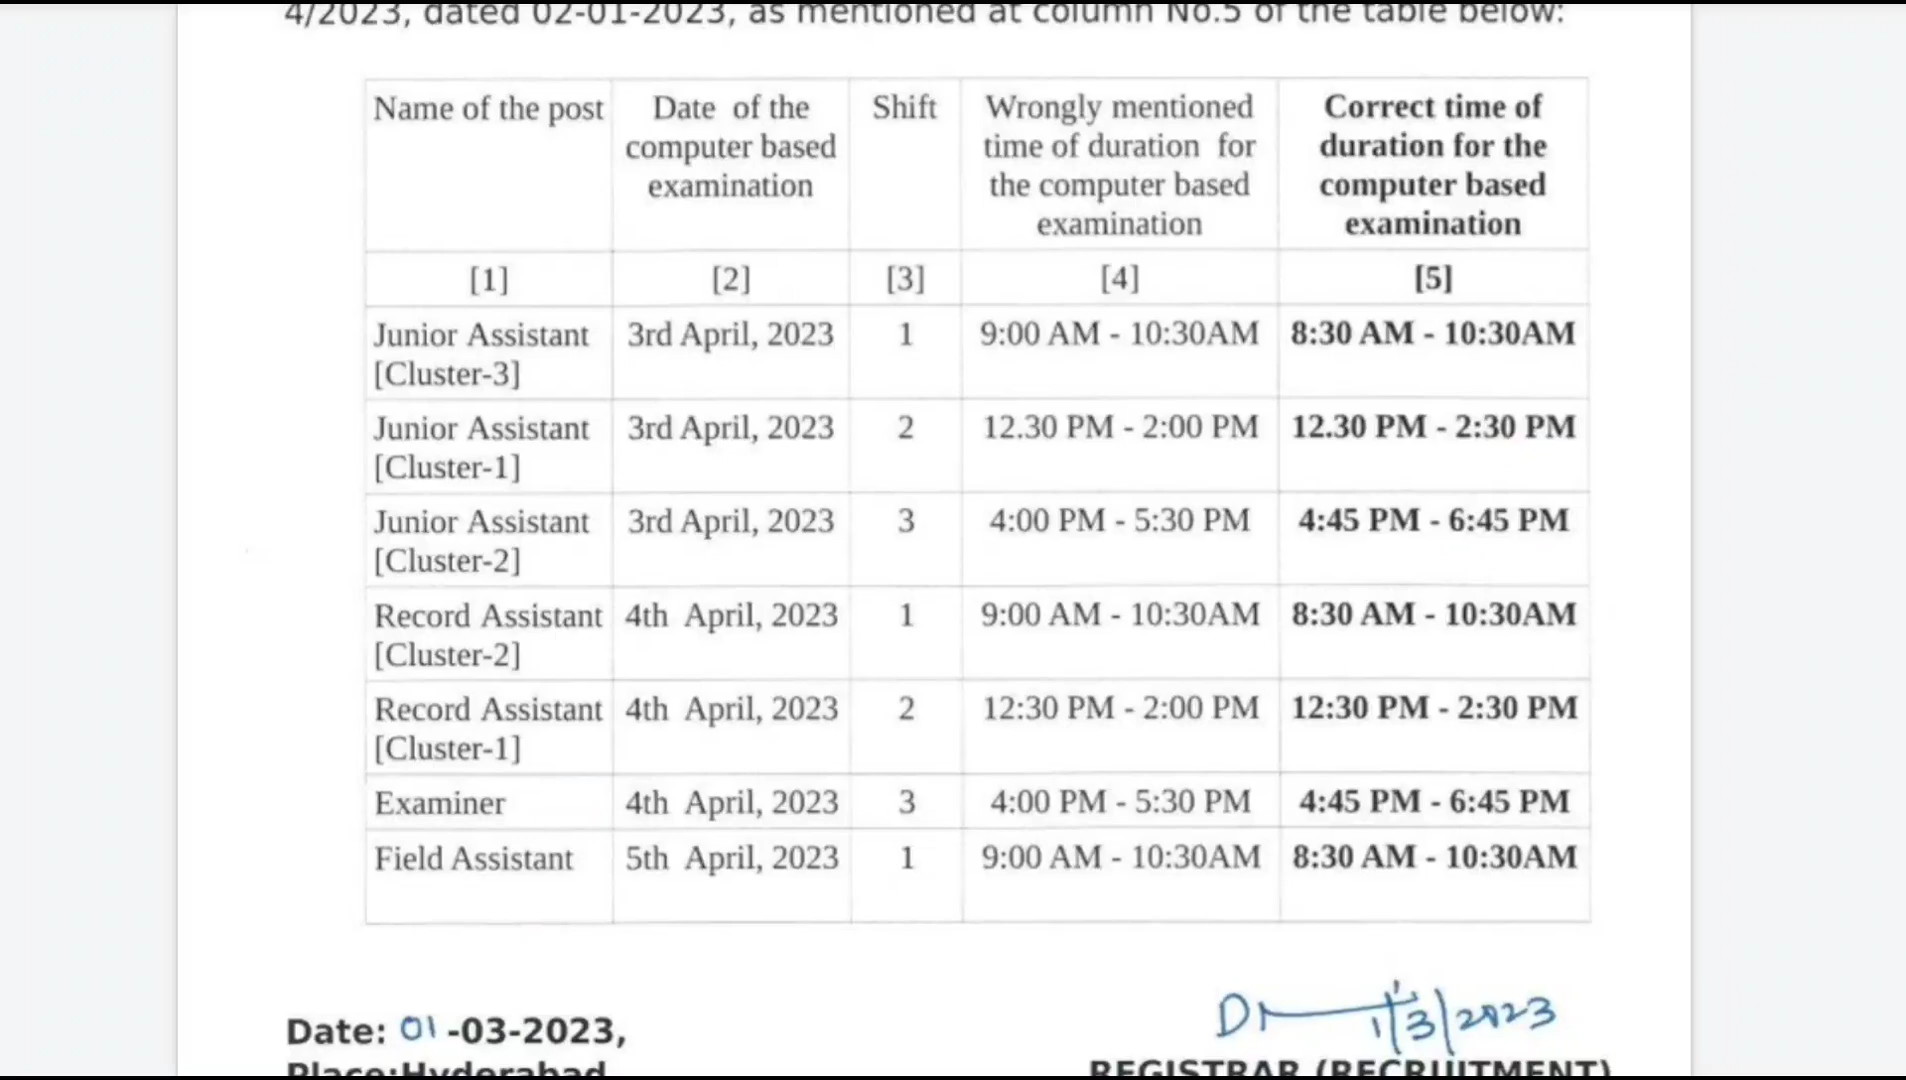 4/2023, dated 02-01-2023, as mentioned at column No.5 of the table below:
Name of the post Date of the computer based examination Shift Wrongly mentioned time of duration for the computer based examination Correct time of duration for the computer based examination
[1] [2] [3] [4] [5]
Junior Assistant [Cluster-3] 3rd April, 2023 1 9:00 AM - 10:30AM 8:30 AM - 10:30AM
Junior Assistant [Cluster-1] 3rd April, 2023 2 12.30 PM - 2:00 PM 12.30 PM - 2:30 PM
Junior Assistant [Cluster-2] 3rd April, 2023 3 4:00 PM - 5:30 PM 4:45 PM - 6:45 PM
Record Assistant [Cluster-2] 4th April, 2023 1 9:00 AM - 10:30AM 8:30 AM - 10:30AM
Record Assistant [Cluster-1] 4th April, 2023 2 12:30 PM - 2:00 PM 12:30 PM - 2:30 PM
Examiner 4th April, 2023 3 4:00 PM - 5:30 PM 4:45 PM - 6:45 PM
Field Assistant 5th April, 2023 1 9:00 AM - 10:30AM 8:30 AM - 10:30AM
1/3/2023
Date: 01-03-2023,
Place:Hyderabad
REGISTRAR (RECRUITMENT)